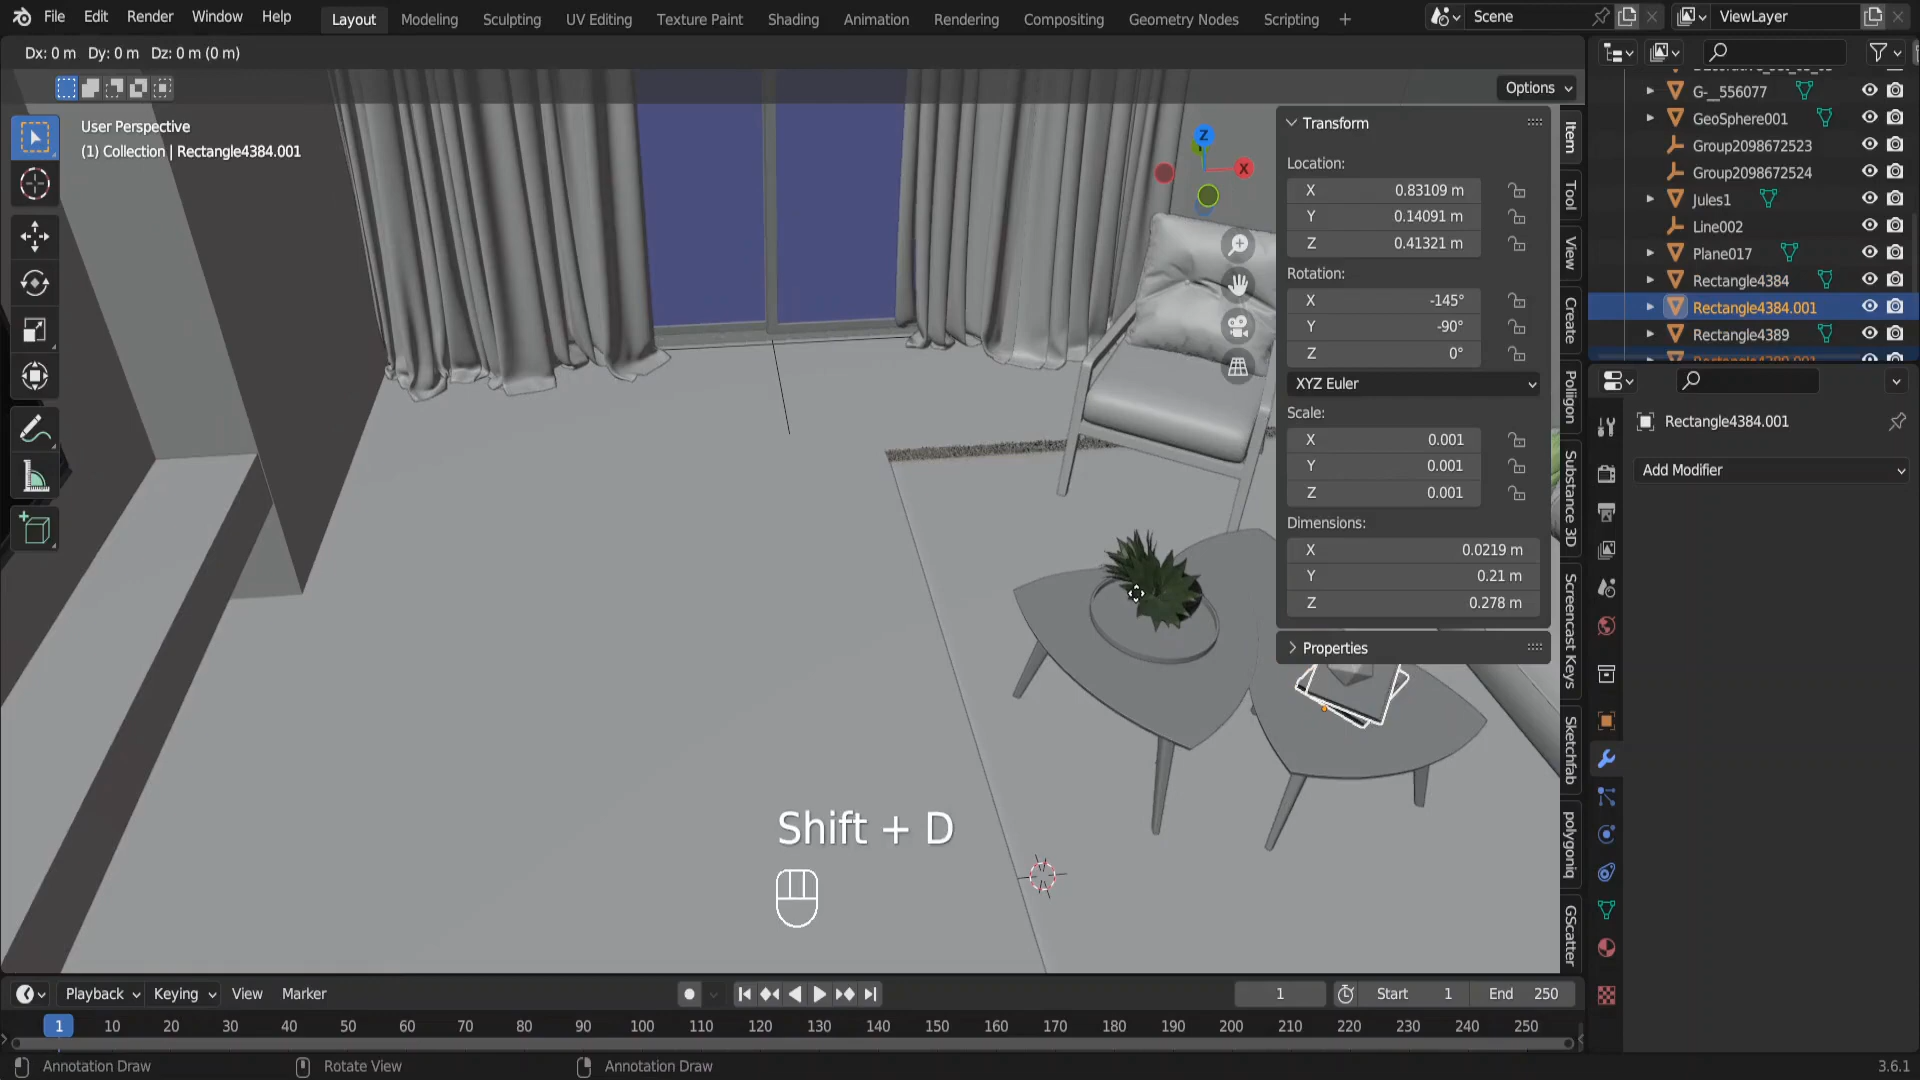 File Edit Render Window Help Layout Modeling Sculpting UV Editing Texture Paint Shading Animation Rendering Compositing Geometry Nodes Scripting + Scene ViewLayer
Dx: 0 m Dy: 0 m Dz: 0 m (0 m)
Options
User Perspective
(1) Collection | Rectangle4384.001
Z
X
Transform
Location:
X 0.83109 m
Y 0.14091 m
Z 0.41321 m
Rotation:
X -145°
Y -90°
Z 0°
XYZ Euler
Scale:
X 0.001
Y 0.001
Z 0.001
Dimensions:
X 0.0219 m
Y 0.21 m
Z 0.278 m
Properties
Item
Tool
View
Create
Poliigon
Substance 3D
Screencast Keys
Sketchfab
polygoniq
GScatter
G-__556077
GeoSphere001
Group2098672523
Group2098672524
Jules1
Line002
Plane017
Rectangle4384
Rectangle4384.001
Rectangle4389
Rectangle4384.001
Add Modifier
Shift + D
Playback Keying View Marker
1 Start 1 End 250
1 10 20 30 40 50 60 70 80 90 100 110 120 130 140 150 160 170 180 190 200 210 220 230 240 250
Annotation Draw Rotate View Annotation Draw 3.6.1